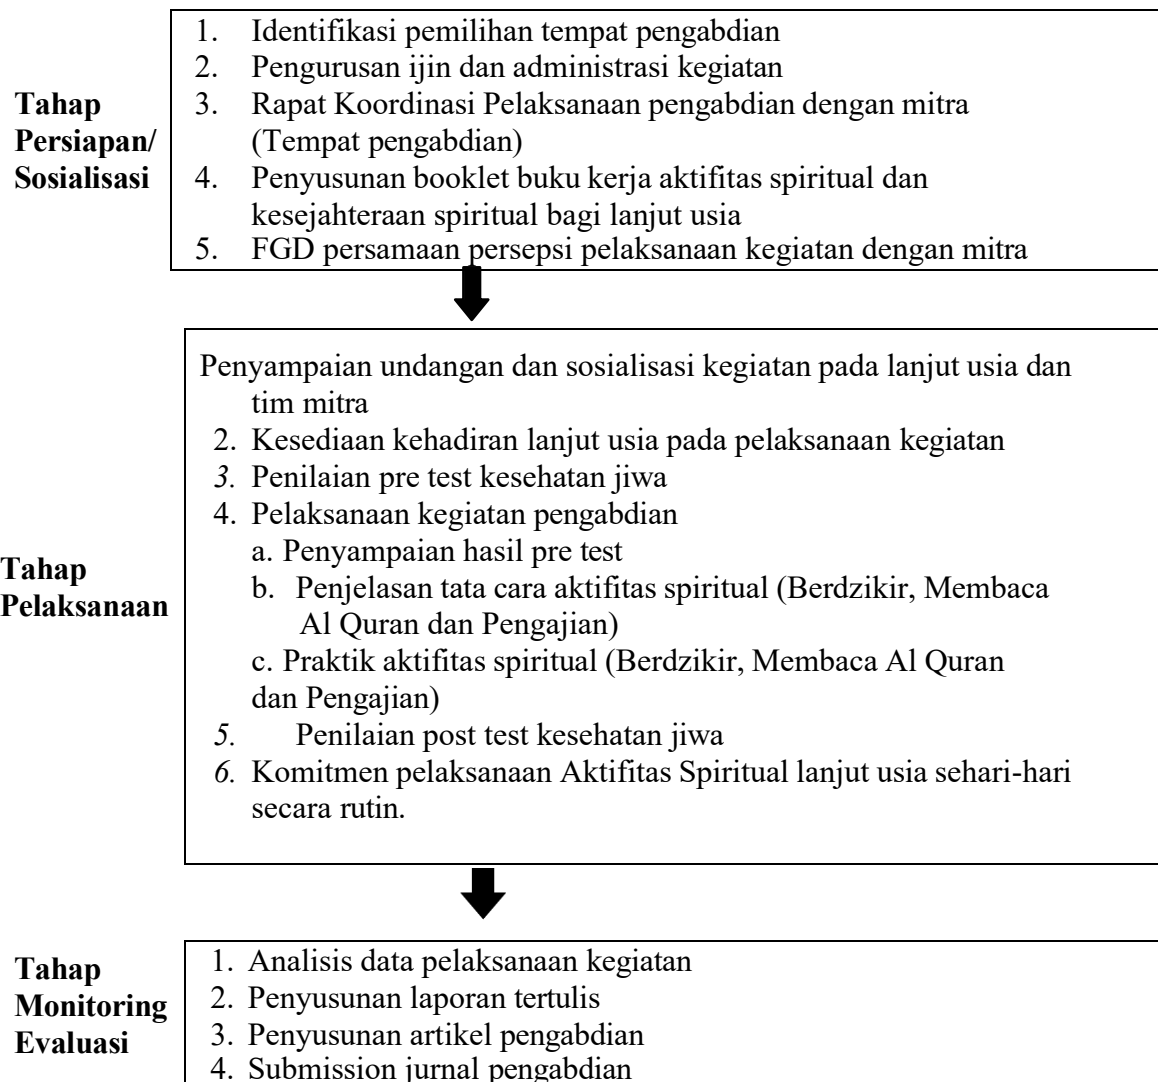 Tahap
Persiapan/
Sosialisasi
1. Identifikasi pemilihan tempat pengabdian
2. Pengurusan ijin dan administrasi kegiatan
3. Rapat Koordinasi Pelaksanaan pengabdian dengan mitra
(Tempat pengabdian)
4. Penyusunan booklet buku kerja aktifitas spiritual dan
kesejahteraan spiritual bagi lanjut usia
5. FGD persamaan persepsi pelaksanaan kegiatan dengan mitra
Tahap
Pelaksanaan
Penyampaian undangan dan sosialisasi kegiatan pada lanjut usia dan
tim mitra
2. Kesediaan kehadiran lanjut usia pada pelaksanaan kegiatan
3. Penilaian pre test kesehatan jiwa
4. Pelaksanaan kegiatan pengabdian
a. Penyampaian hasil pre test
b. Penjelasan tata cara aktifitas spiritual (Berdzikir, Membaca
Al Quran dan Pengajian)
c. Praktik aktifitas spiritual (Berdzikir, Membaca Al Quran
dan Pengajian)
5. Penilaian post test kesehatan jiwa
6. Komitmen pelaksanaan Aktifitas Spiritual lanjut usia sehari-hari
secara rutin.
Tahap
Monitoring
Evaluasi
1. Analisis data pelaksanaan kegiatan
2. Penyusunan laporan tertulis
3. Penyusunan artikel pengabdian
4. Submission jurnal pengabdian